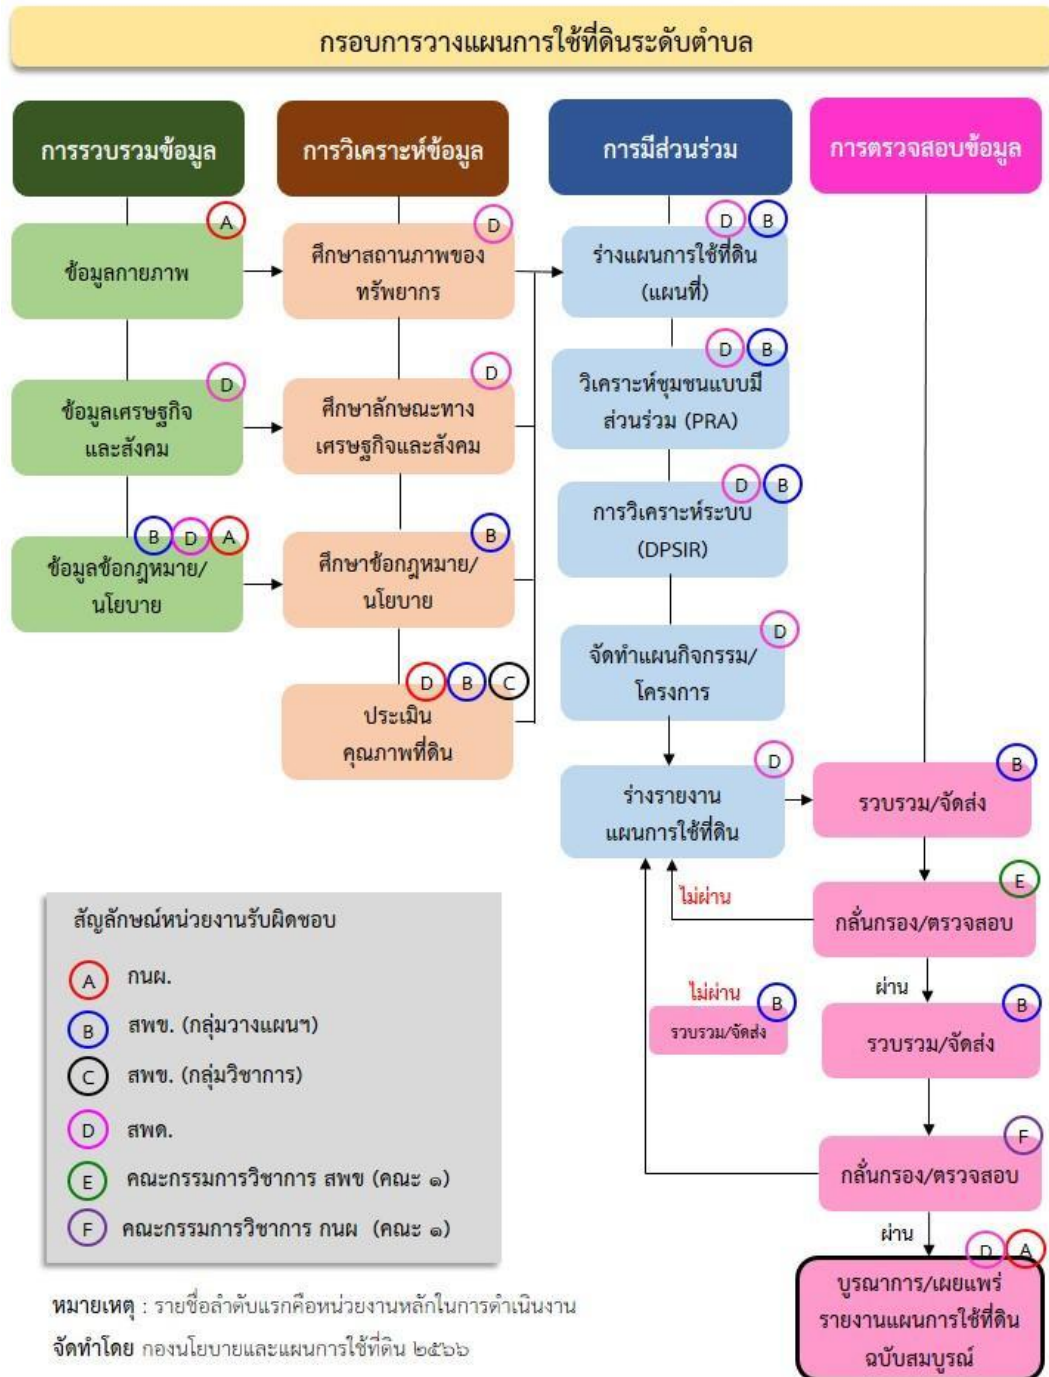 กรอบการวางแผนการใช้ที่ดินระดับตำบล
การรวบรวมข้อมูล
การวิเคราะห์ข้อมูล
การมีส่วนร่วม
การตรวจสอบข้อมูล
A
ข้อมูลกายภาพ
D
ศึกษาสถานภาพของ
ทรัพยากร
D B
ร่างแผนการใช้ที่ดิน
(แผนที่)
D
ข้อมูลเศรษฐกิจ
และสังคม
D
ศึกษาลักษณะทาง
เศรษฐกิจและสังคม
D B
วิเคราะห์ชุมชนแบบมี
ส่วนร่วม (PRA)
D B
การวิเคราะห์ระบบ
(DPSIR)
B D A
ข้อมูลข้อกฎหมาย/
นโยบาย
B
ศึกษาข้อกฎหมาย/
นโยบาย
D
จัดทำแผนกิจกรรม/
โครงการ
D B C
ประเมิน
คุณภาพที่ดิน
D
ร่างรายงาน
แผนการใช้ที่ดิน
B
รวบรวม/จัดส่ง
E
กลั่นกรอง/ตรวจสอบ
ไม่ผ่าน
ผ่าน
ไม่ผ่าน
B
รวบรวม/จัดส่ง
B
รวบรวม/จัดส่ง
F
กลั่นกรอง/ตรวจสอบ
ผ่าน
D A
บูรณาการ/เผยแพร่
รายงานแผนการใช้ที่ดิน
ฉบับสมบูรณ์
สัญลักษณ์หน่วยงานรับผิดชอบ
A กนผ.
B สพข. (กลุ่มวางแผนฯ)
C สพข. (กลุ่มวิชาการ)
D สพด.
E คณะกรรมการวิชาการ สพข (คณะ ๑)
F คณะกรรมการวิชาการ กนผ (คณะ ๑)
หมายเหตุ : รายชื่อลำดับแรกคือหน่วยงานหลักในการดำเนินงาน
จัดทำโดย กองนโยบายและแผนการใช้ที่ดิน ๒๕๖๖